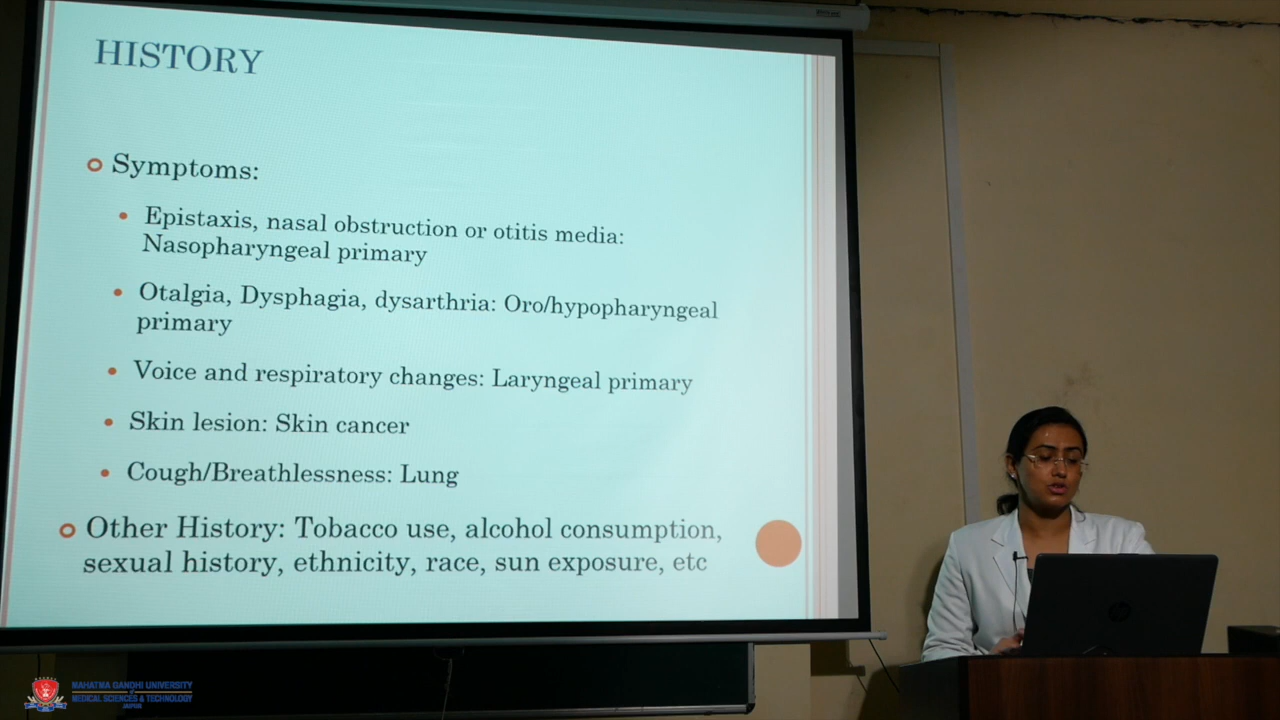 HISTORY
Symptoms:
Epistaxis, nasal obstruction or otitis media:
Nasopharyngeal primary
Otalgia, Dysphagia, dysarthria: Oro/hypopharyngeal
primary
Voice and respiratory changes: Laryngeal primary
Skin lesion: Skin cancer
Cough/Breathlessness: Lung
Other History: Tobacco use, alcohol consumption,
sexual history, ethnicity, race, sun exposure, etc
MAHATMA GANDHI UNIVERSITY
of
MEDICAL SCIENCES & TECHNOLOGY
JAIPUR